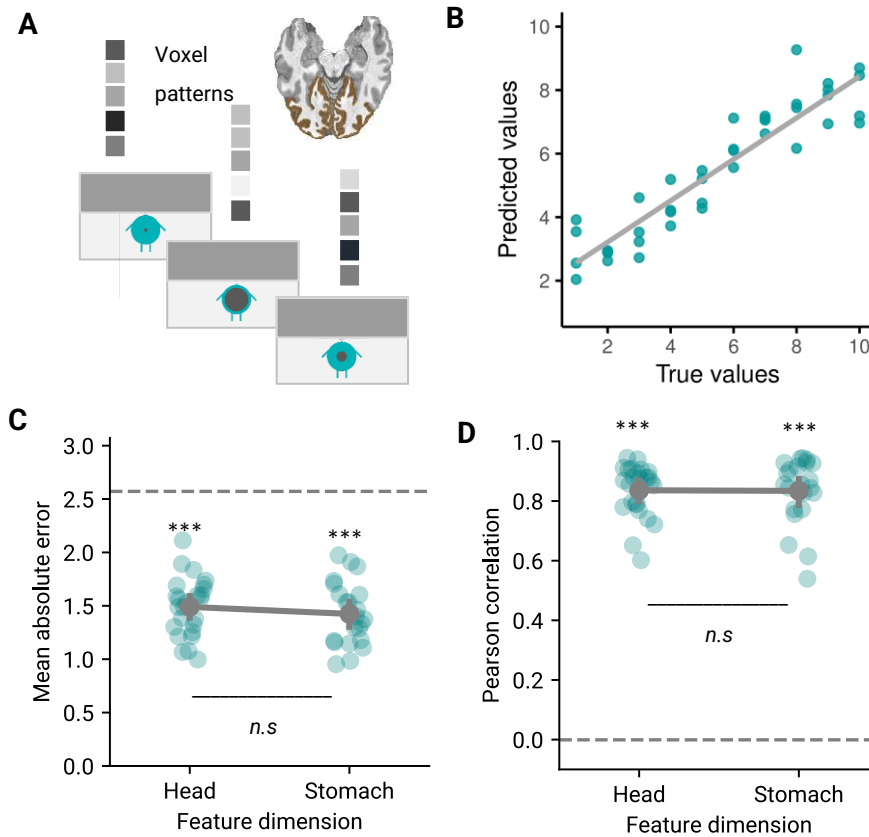 A
Voxel
patterns
B
Predicted values
10
8
6
4
2
2 4 6 8 10
True values
C
Mean absolute error
3.0
2.5
2.0
1.5
1.0
0.5
0.0
***
***
n.s
Head Stomach
Feature dimension
D
Pearson correlation
1.0
0.8
0.6
0.4
0.2
0.0
***
***
n.s
Head Stomach
Feature dimension